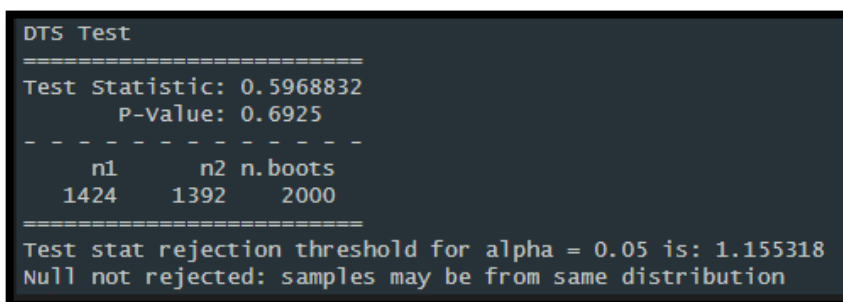 DTS Test
=========================
Test Statistic: 0.5968832
P-Value: 0.6925
- - - - - - - - - - - - -
n1 n2 n.boots
1424 1392 2000
=========================
Test stat rejection threshold for alpha = 0.05 is: 1.155318
Null not rejected: samples may be from same distribution